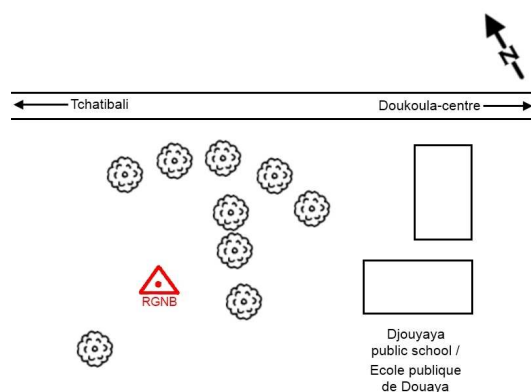 N
Tchatibali
Doukoula-centre
RGNB
Djouyaya
public school /
Ecole publique
de Douaya